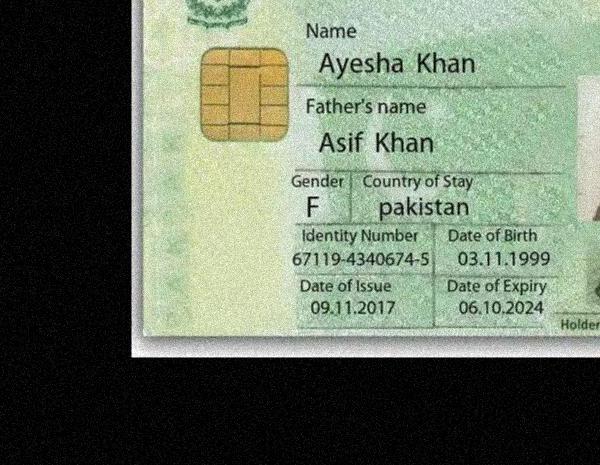 Name
Ayesha Khan
Father's name
Asif Khan
Gender Country of Stay
F pakistan
Identity Number Date of Birth
67119-4340674-5 03.11.1999
Date of Issue Date of Expiry
09.11.2017 06.10.2024
Holder